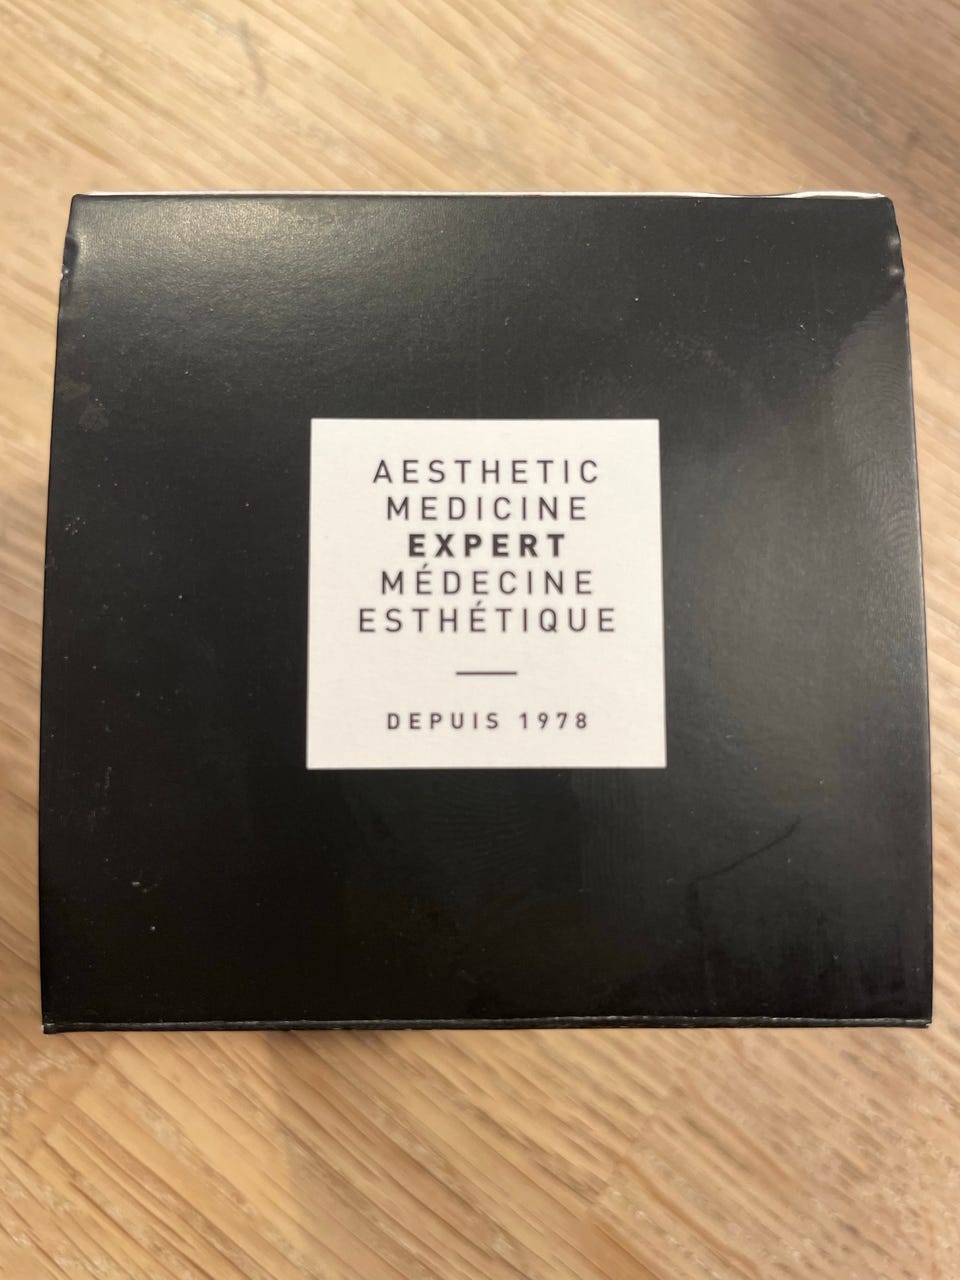 AESTHETIC
MEDICINE
EXPERT
MÉDECINE
ESTHÉTIQUE
DEPUIS 1978